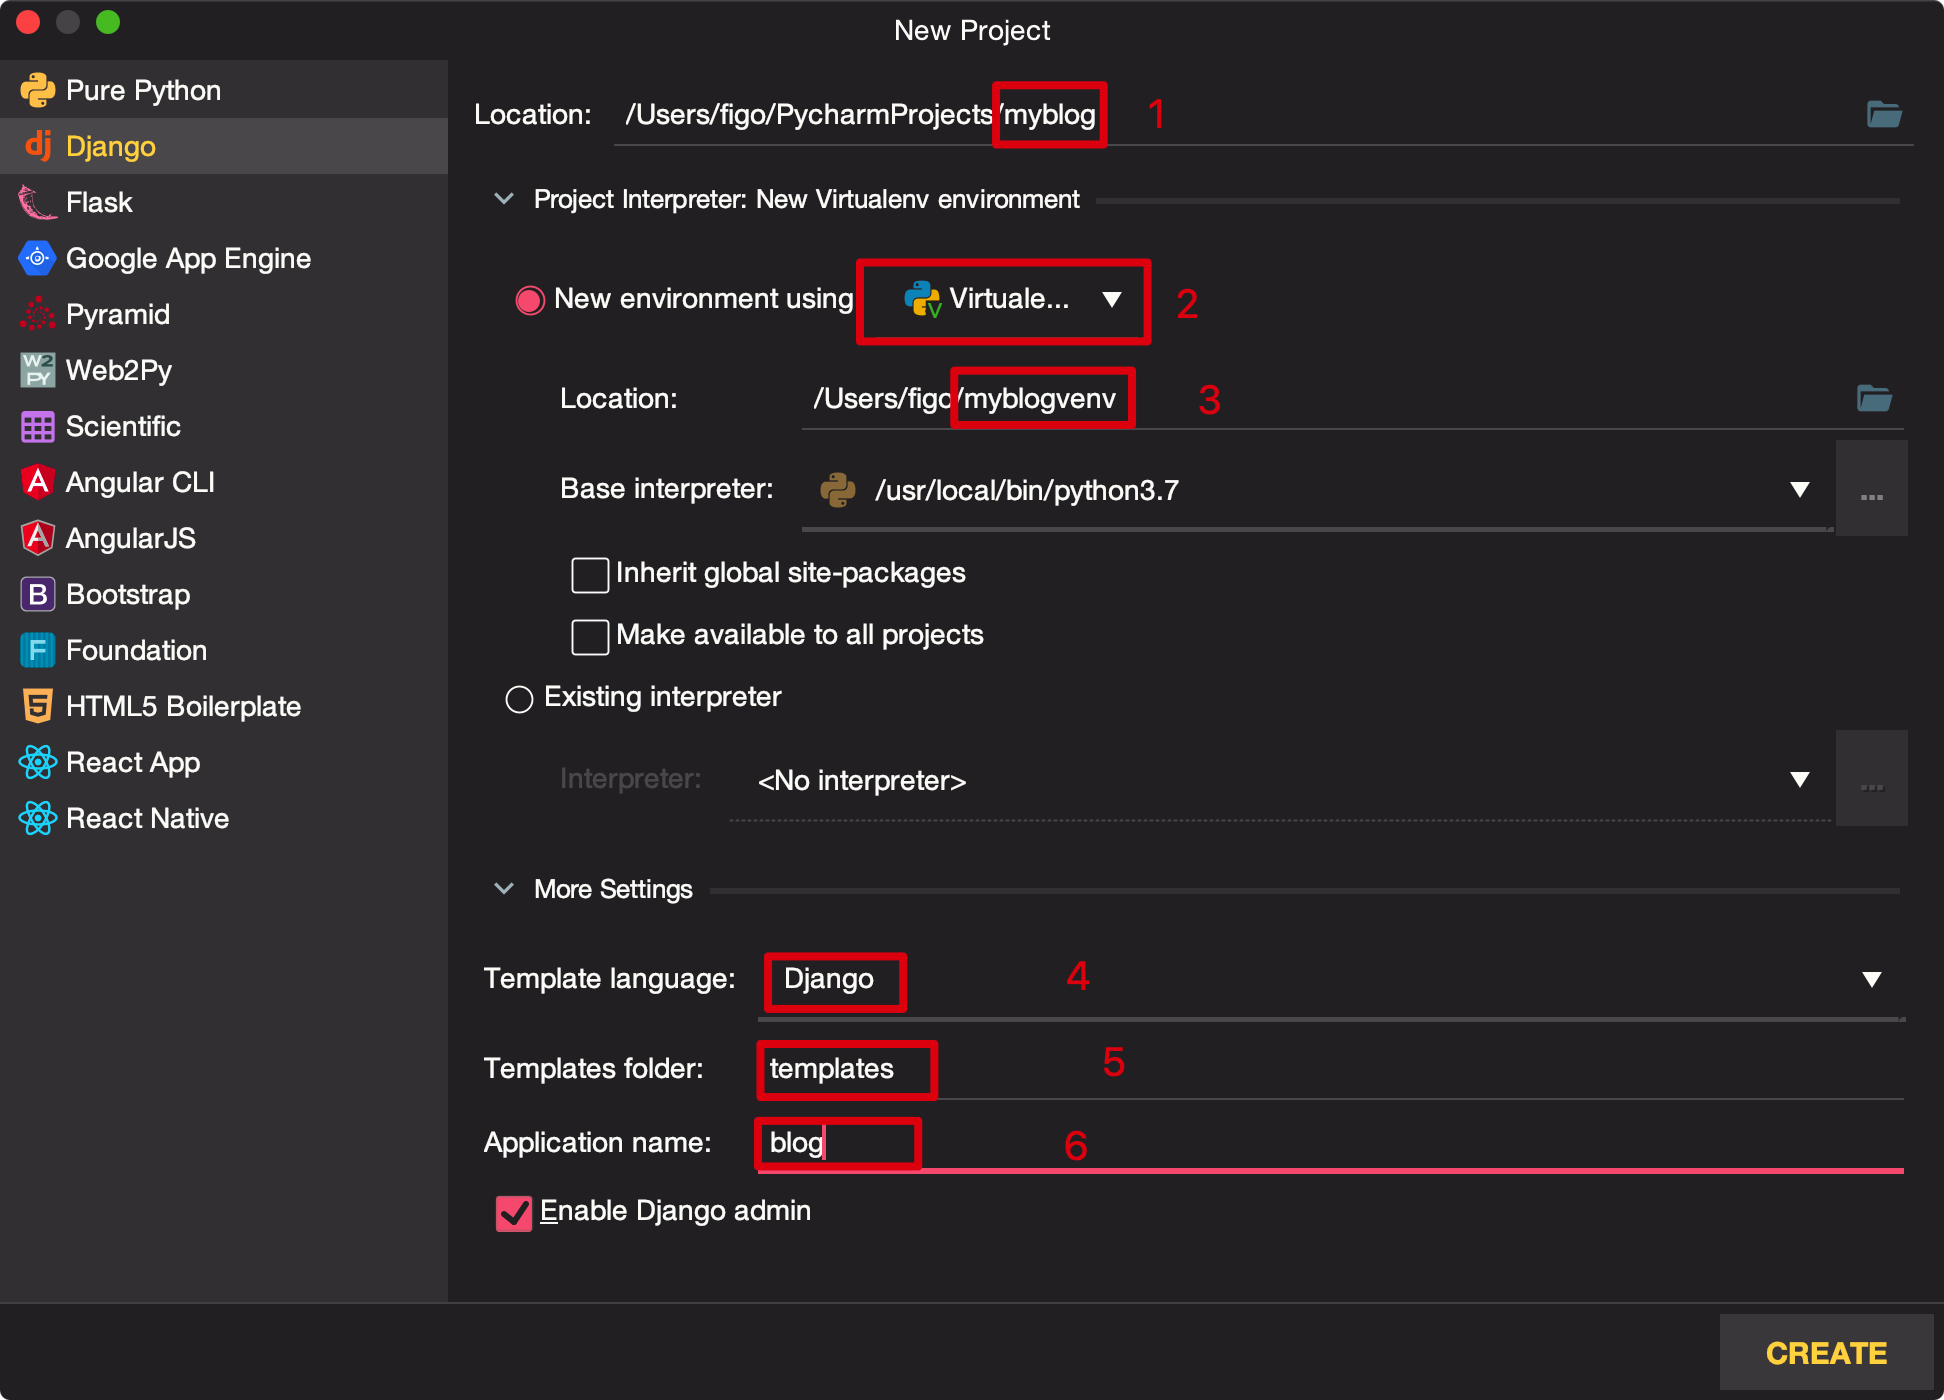 New Project
Pure Python
dj Django
Flask
Google App Engine
Pyramid
W2PY Web2Py
Scientific
A Angular CLI
A AngularJS
B Bootstrap
F Foundation
5 HTML5 Boilerplate
React App
React Native
Location: /Users/figo/PycharmProjects/myblog 1
Project Interpreter: New Virtualenv environment
New environment using V Virtuale... 2
Location: /Users/figo/myblogvenv 3
Base interpreter: /usr/local/bin/python3.7 ...
Inherit global site-packages
Make available to all projects
Existing interpreter
Interpreter: <No interpreter> ...
More Settings
Template language: Django 4
Templates folder: templates 5
Application name: blog 6
Enable Django admin
CREATE